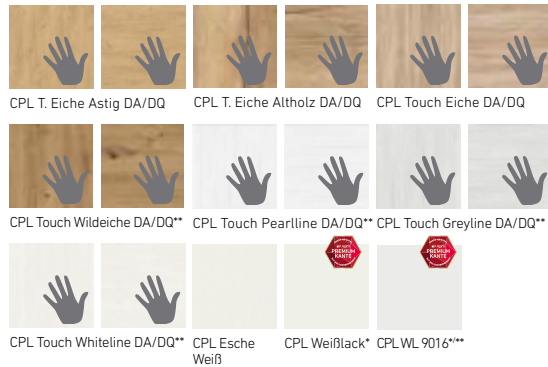 CPL T. Eiche Astig DA/DQ
CPL T. Eiche Altholz DA/DQ
CPL Touch Eiche DA/DQ
CPL Touch Wildeiche DA/DQ**
CPL Touch Pearlline DA/DQ**
CPL Touch Greyline DA/DQ**
PREMIUM
KANTE
PREMIUM
KANTE
CPL Touch Whiteline DA/DQ**
CPL Esche
Weiß
CPL Weißlack*
CPL WL 9016*/**